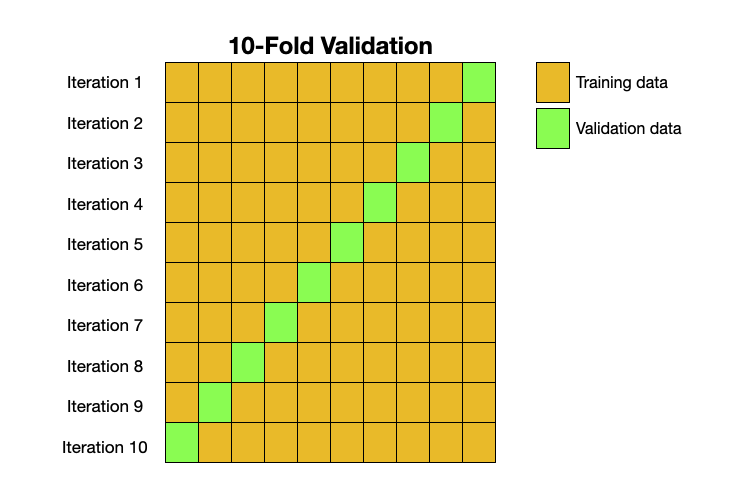 10-Fold Validation
Iteration 1
Iteration 2
Iteration 3
Iteration 4
Iteration 5
Iteration 6
Iteration 7
Iteration 8
Iteration 9
Iteration 10
Training data
Validation data